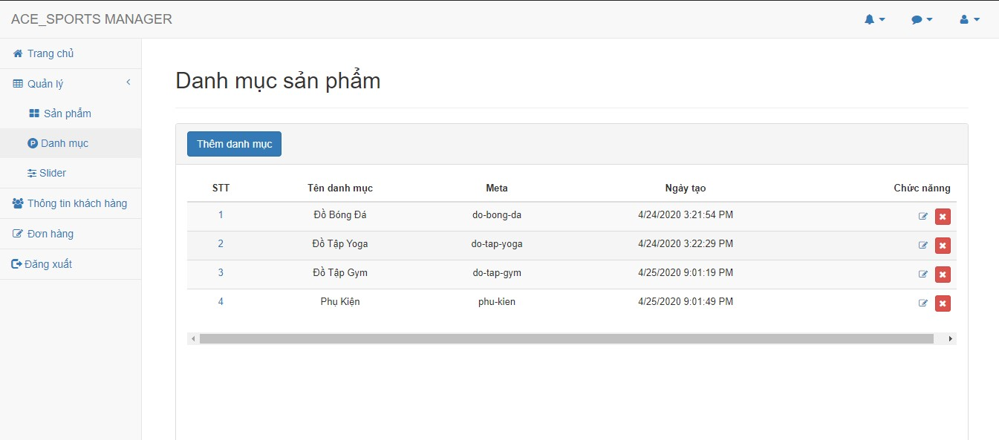 ACE_SPORTS MANAGER
Trang chủ
Quản lý
Sản phẩm
Danh mục
Slider
Thông tin khách hàng
Đơn hàng
Đăng xuất
Danh mục sản phẩm
Thêm danh mục
STT Tên danh mục Meta Ngày tạo Chức nănng
1 Đồ Bóng Đá do-bong-da 4/24/2020 3:21:54 PM
2 Đồ Tập Yoga do-tap-yoga 4/24/2020 3:22:29 PM
3 Đồ Tập Gym do-tap-gym 4/25/2020 9:01:19 PM
4 Phụ Kiện phu-kien 4/25/2020 9:01:49 PM